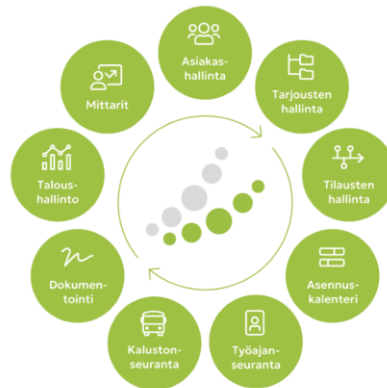 Asiakas-
hallinta
Tarjousten
hallinta
Tilausten
hallinta
Asennus-
kalenteri
Työajan-
seuranta
Kaluston-
seuranta
Dokumen-
tointi
Talous-
hallinto
Mittarit